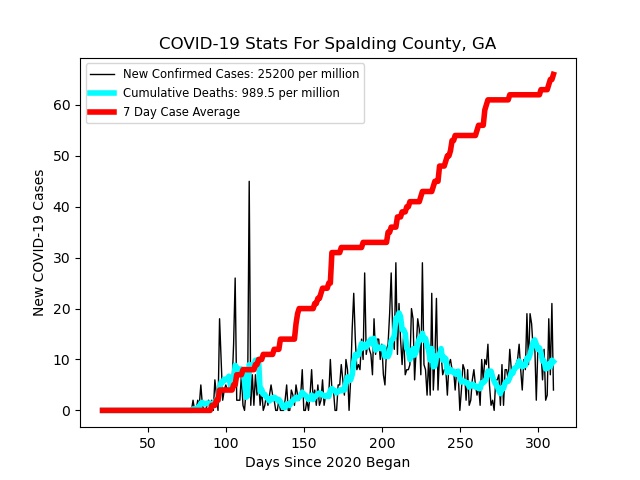 COVID-19 Stats For Spalding County, GA
New Confirmed Cases: 25200 per million
Cumulative Deaths: 989.5 per million
7 Day Case Average
New COVID-19 Cases
60
50
40
30
20
10
0
50 100 150 200 250 300
Days Since 2020 Began